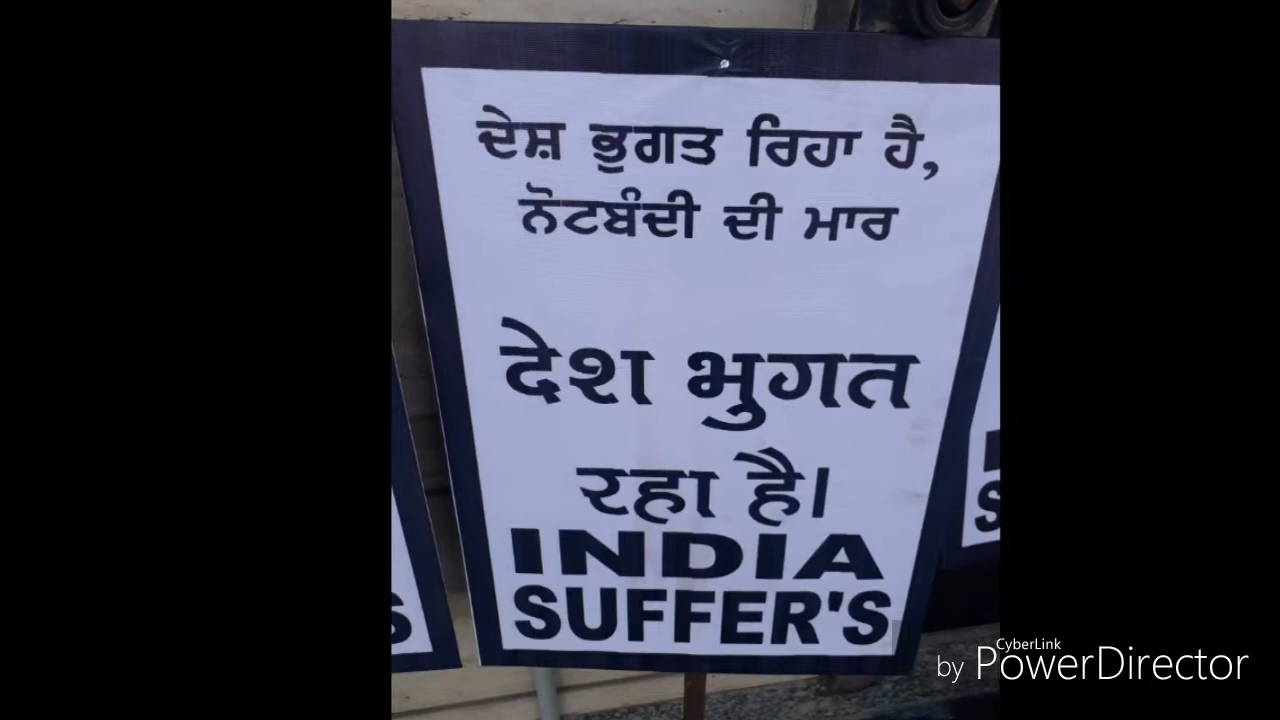 ਦੇਸ਼ ਭੁਗਤ ਰਿਹਾ ਹੈ,
ਨੋਟਬੰਦੀ ਦੀ ਮਾਰ
देश भुगत
रहा है।
INDIA
SUFFER'S
S
S
CyberLink
by PowerDirector